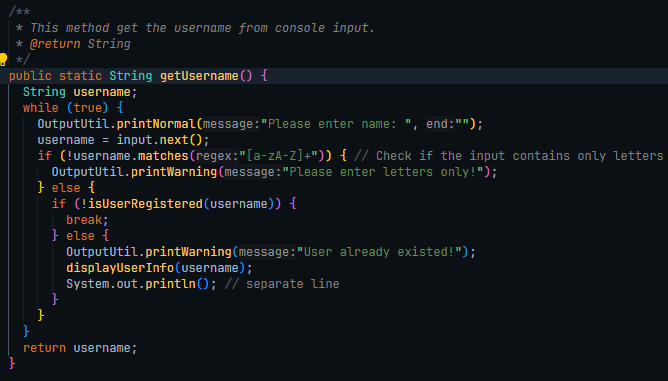 /**
 * This method get the username from console input.
 * @return String
 */
public static String getUsername() {
  String username;
  while (true) {
    OutputUtil.printNormal( message: "Please enter name: ", end: "");
    username = input.next();
    if (!username.matches( regex: "[a-zA-Z]+")) { // Check if the input contains only letters
      OutputUtil.printWarning( message: "Please enter letters only!");
    } else {
      if (!isUserRegistered(username)) {
        break;
      } else {
        OutputUtil.printWarning( message: "User already existed!");
        displayUserInfo(username);
        System.out.println(); // separate line
      }
    }
  }
  return username;
}